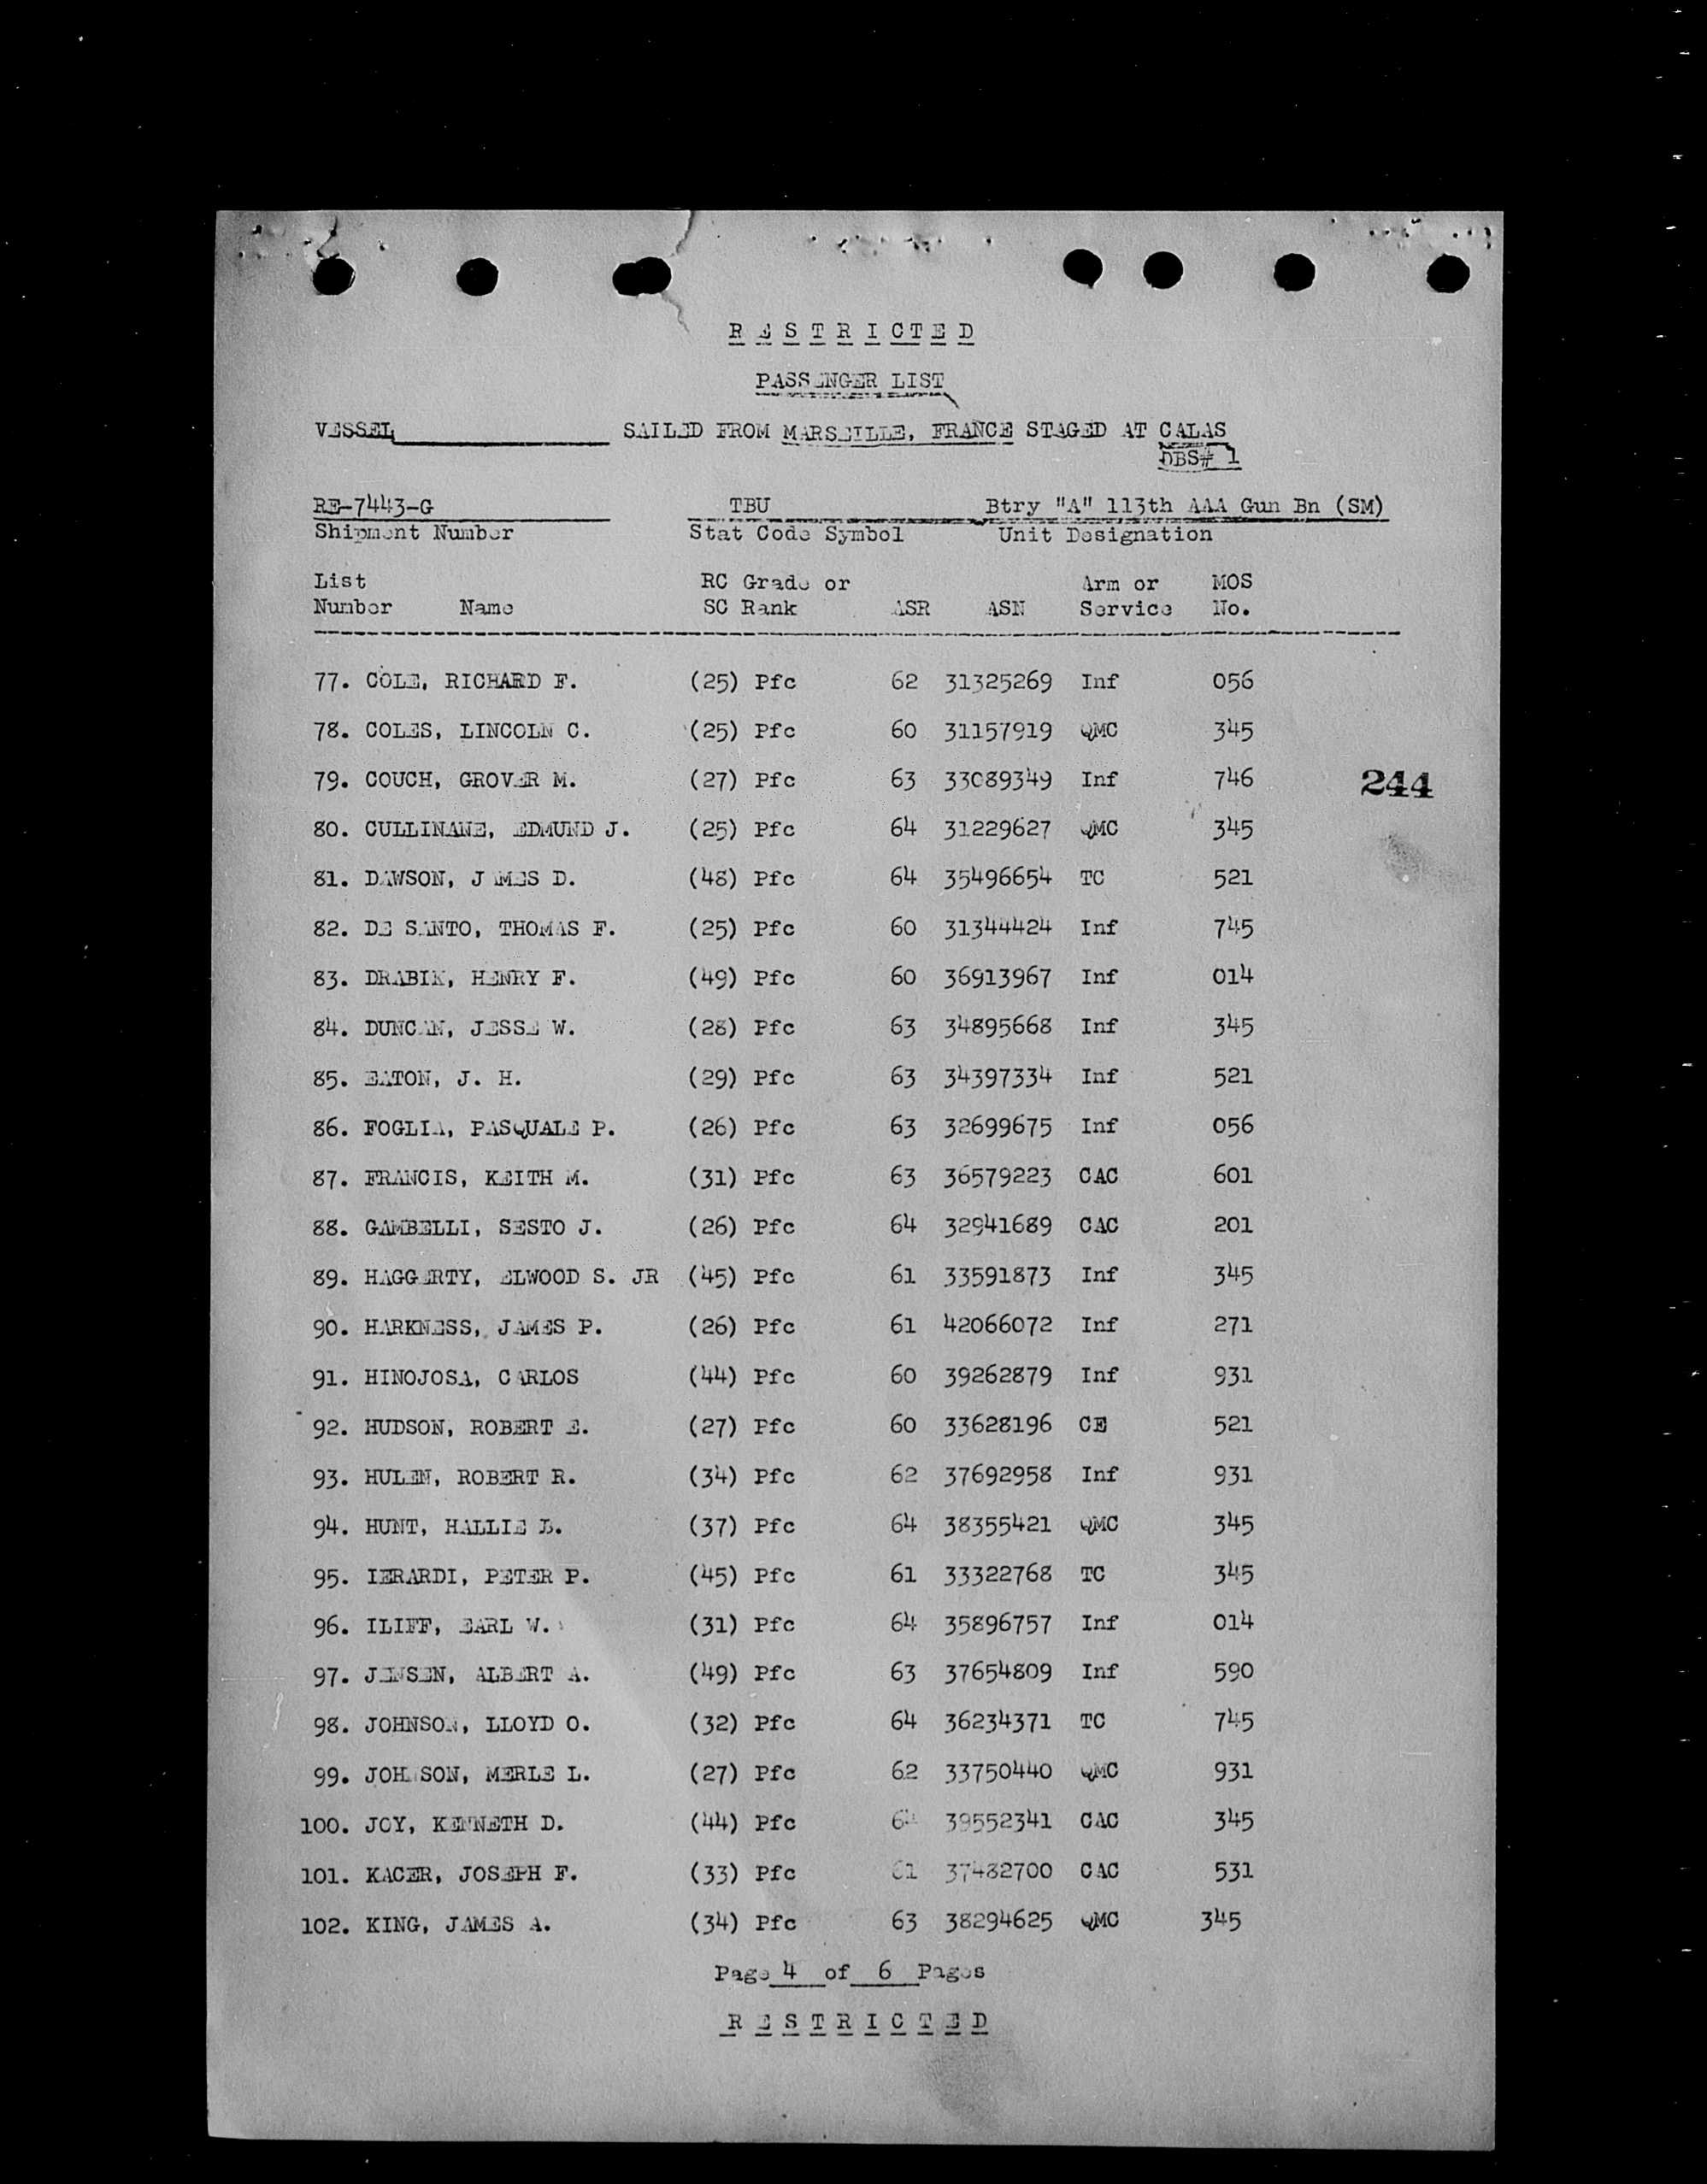 R E S T R I C T E D
PASSENGER LIST
VESSEL SAILED FROM MARSEILLE, FRANCE STAGED AT CALAS
DBS# 1
RE-7443-G TBU Btry "A" 113th AAA Gun Bn (SM)
Shipment Number Stat Code Symbol Unit Designation
List RC Grade or Arm or MOS
Number Name SC Rank ASR ASN Service No.
77. COLE, RICHARD F. (25) Pfc 62 31325269 Inf 056
78. COLES, LINCOLN C. (25) Pfc 60 31157919 QMC 345
79. COUCH, GROVER M. (27) Pfc 63 33089349 Inf 746
244
80. CULLINANE, EDMUND J. (25) Pfc 64 31229627 QMC 345
81. DAWSON, JAMES D. (48) Pfc 64 35496654 TC 521
82. DE SANTO, THOMAS F. (25) Pfc 60 31344424 Inf 745
83. DRABIK, HENRY F. (49) Pfc 60 36913967 Inf 014
84. DUNCAN, JESSE W. (28) Pfc 63 34895668 Inf 345
85. EATON, J. H. (29) Pfc 63 34397334 Inf 521
86. FOGLIA, PASQUALE P. (26) Pfc 63 32699675 Inf 056
87. FRANCIS, KEITH M. (31) Pfc 63 36579223 CAC 601
88. GAMBELLI, SESTO J. (26) Pfc 64 32941689 CAC 201
89. HAGGERTY, ELWOOD S. JR (45) Pfc 61 33591873 Inf 345
90. HARKNESS, JAMES P. (26) Pfc 61 42066072 Inf 271
91. HINOJOSA, CARLOS (44) Pfc 60 39262879 Inf 931
92. HUDSON, ROBERT E. (27) Pfc 60 33628196 CE 521
93. HULEN, ROBERT R. (34) Pfc 62 37692958 Inf 931
94. HUNT, HALLIE (37) Pfc 64 38355421 QMC 345
95. IERARDI, PETER P. (45) Pfc 61 33322768 TC 345
96. ILIFF, EARL W. (31) Pfc 64 35896757 Inf 014
97. JENSEN, ALBERT A. (49) Pfc 63 37654809 Inf 590
98. JOHNSON, LLOYD O. (32) Pfc 64 36234371 TC 745
99. JOHNSON, MERLE L. (27) Pfc 62 33750440 QMC 931
100. JOY, KENNETH D. (44) Pfc 39552341 CAC 345
101. KACER, JOSEPH F. (33) Pfc 61 37482700 CAC 531
102. KING, JAMES A. (34) Pfc 63 38294625 QMC 345
Page 4 of 6 Pages
R E S T R I C T E D